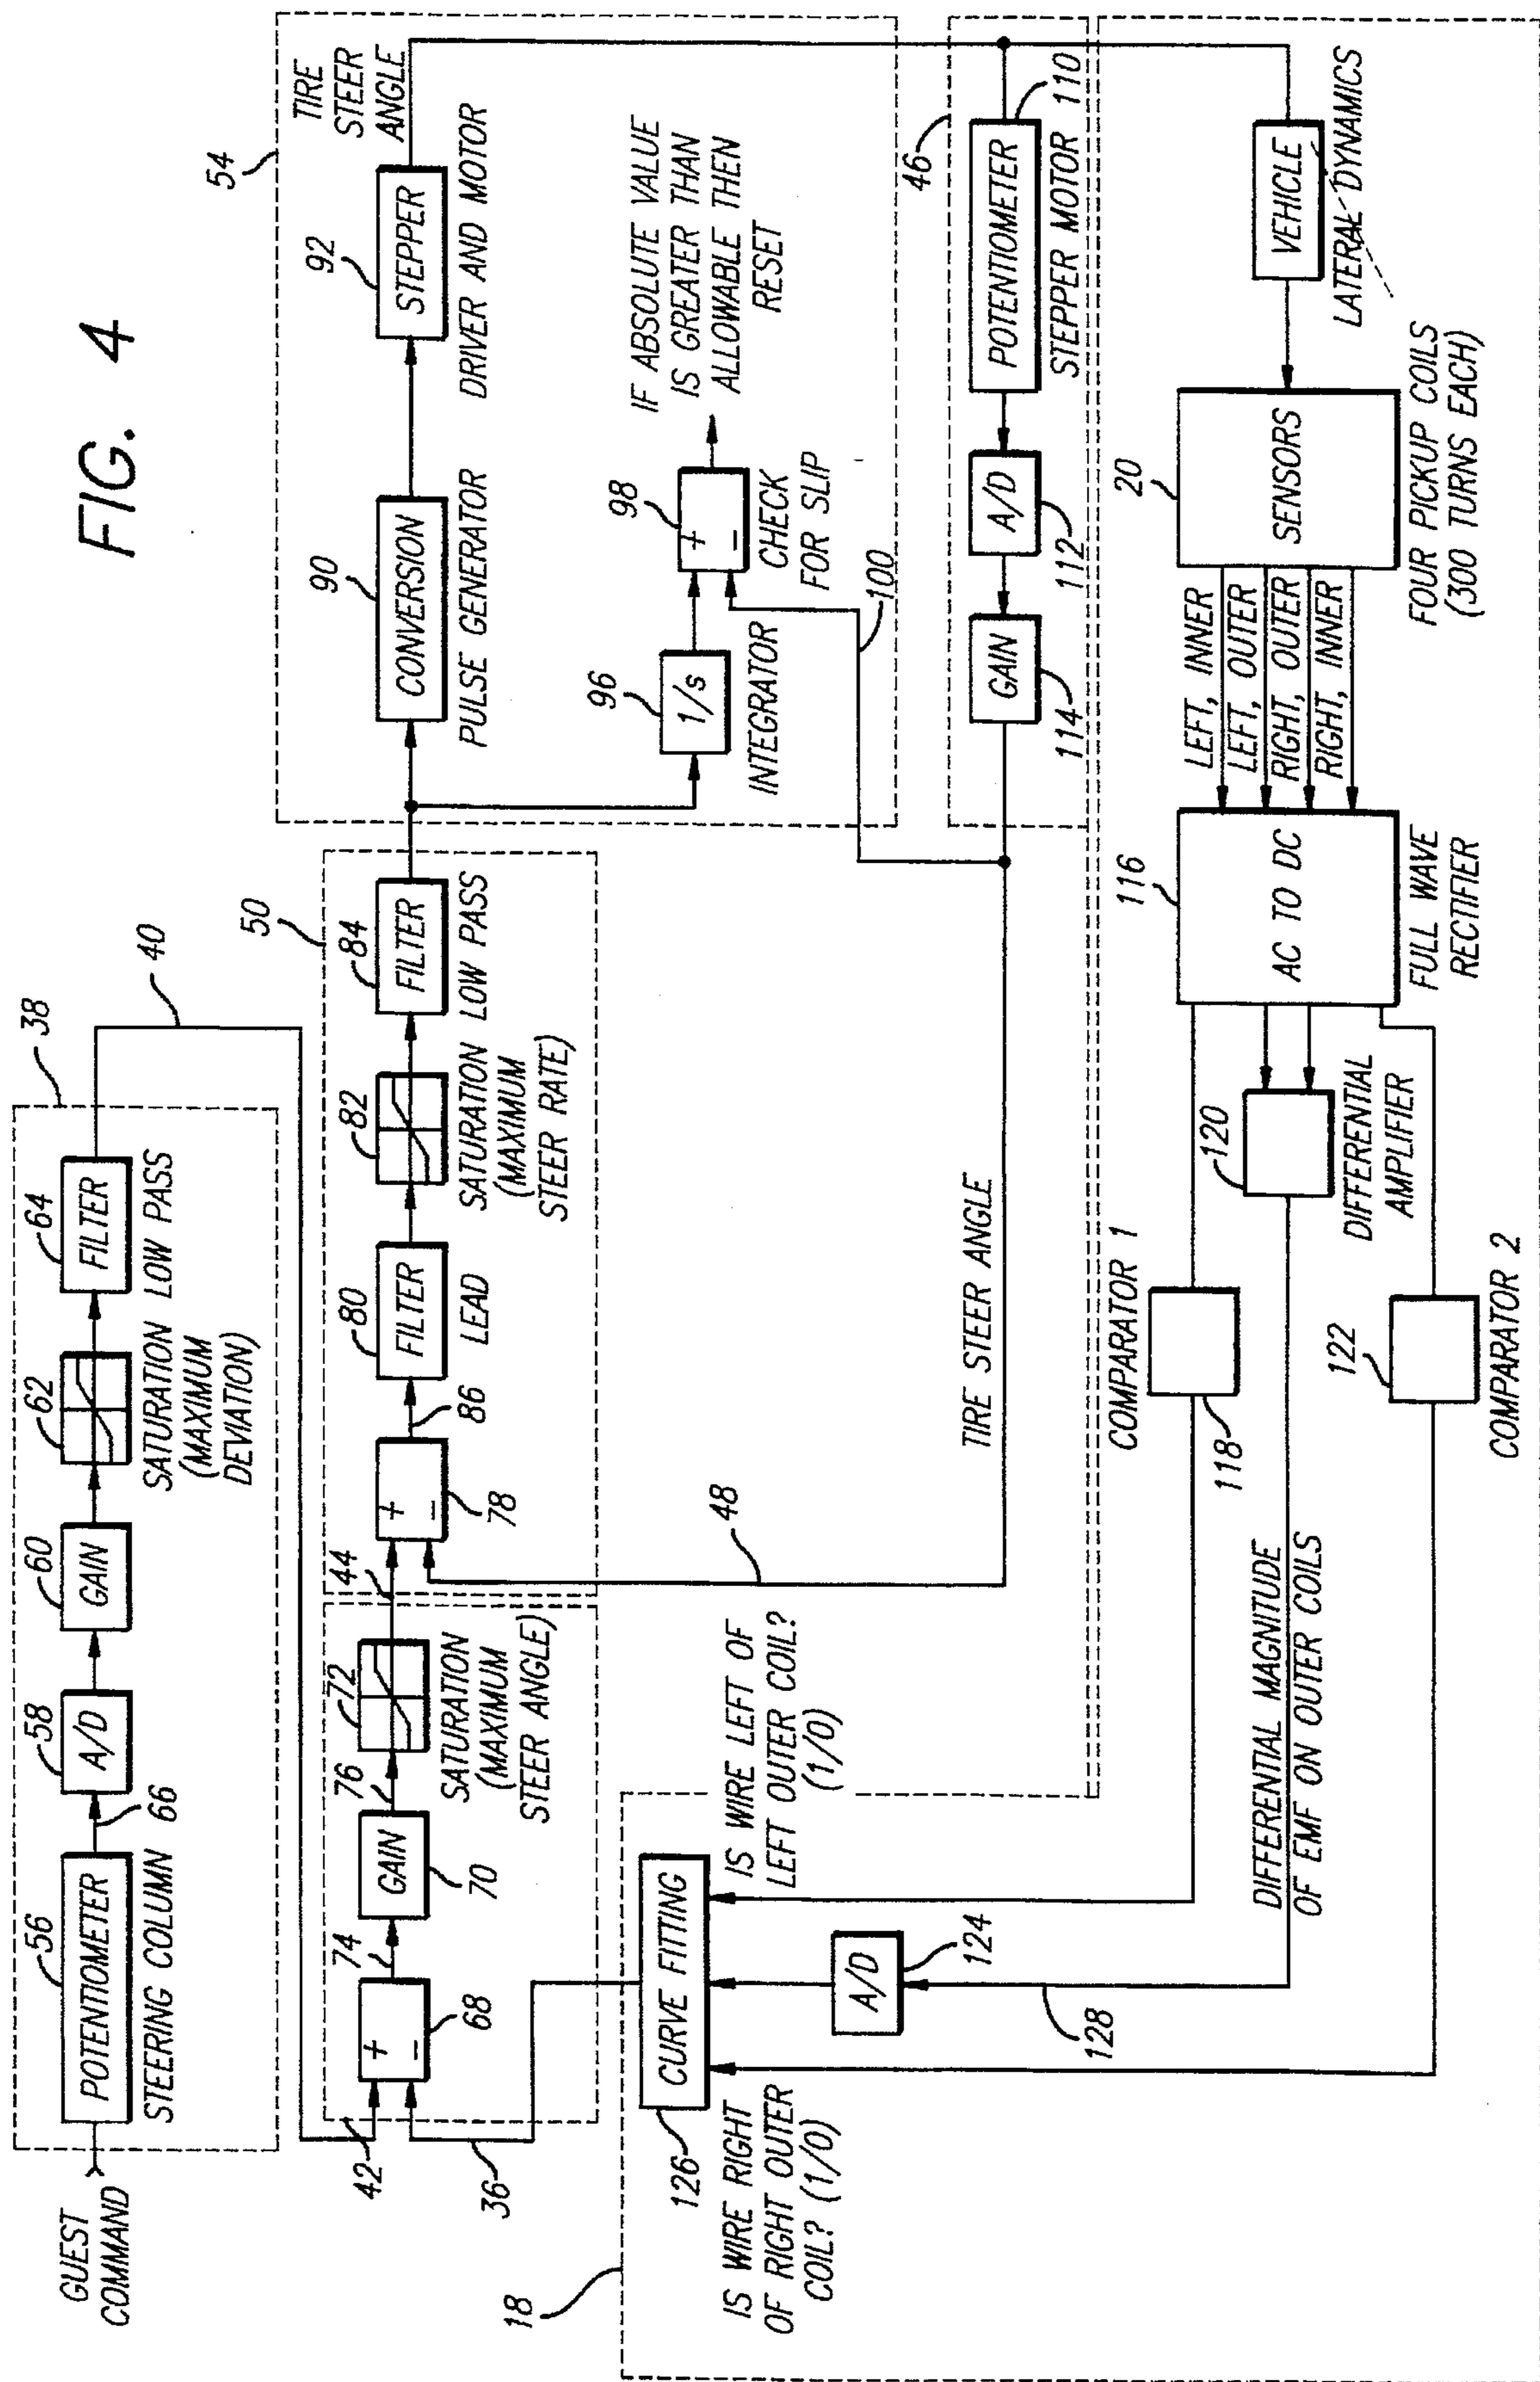 FIG. 4
GUEST
COMMAND
38
56
POTENTIOMETER
STEERING COLUMN
66
58
A/D
60
GAIN
62
SATURATION
(MAXIMUM
DEVIATION)
64
FILTER
LOW PASS
40
42
36
68
+
−
74
GAIN
70
76
72
SATURATION
(MAXIMUM
STEER ANGLE)
44
50
+
−
78
86
80
FILTER
LEAD
82
SATURATION
(MAXIMUM
STEER RATE)
84
FILTER
LOW PASS
54
90
CONVERSION
PULSE GENERATOR
92
STEPPER
DRIVER AND MOTOR
TIRE
STEER
ANGLE
96
1/s
INTEGRATOR
98
+
−
CHECK
FOR SLIP
IF ABSOLUTE VALUE
IS GREATER THAN
ALLOWABLE THEN
RESET
100
46
POTENTIOMETER
110
STEPPER MOTOR
A/D
112
GAIN
114
TIRE STEER ANGLE
48
18
CURVE FITTING
126
IS WIRE LEFT OF
LEFT OUTER COIL?
(1/0)
IS WIRE RIGHT
OF RIGHT OUTER
COIL? (1/0)
A/D
124
128
DIFFERENTIAL MAGNITUDE
OF EMF ON OUTER COILS
COMPARATOR 1
118
120
DIFFERENTIAL
AMPLIFIER
122
COMPARATOR 2
116
AC TO DC
FULL WAVE
RECTIFIER
LEFT, INNER
LEFT, OUTER
RIGHT, OUTER
RIGHT, INNER
20
SENSORS
FOUR PICKUP COILS
(300 TURNS EACH)
VEHICLE
LATERAL DYNAMICS